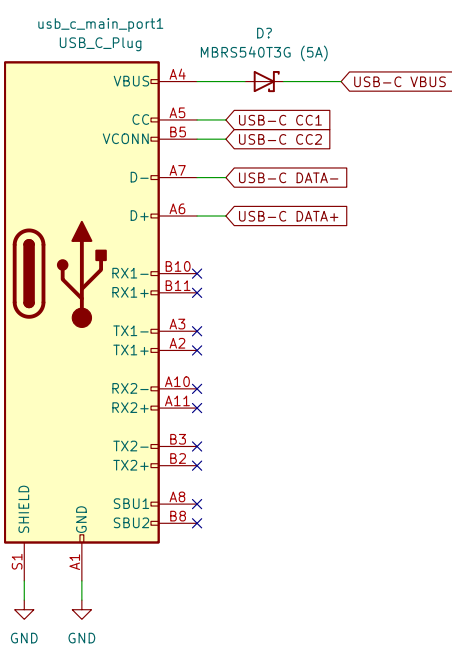 usb_c_main_port1
USB_C_Plug
D?
MBRS540T3G (5A)
VBUS A4 USB-C VBUS
CC A5 USB-C CC1
VCONN B5 USB-C CC2
D- A7 USB-C DATA-
D+ A6 USB-C DATA+
RX1- B10
RX1+ B11
TX1- A3
TX1+ A2
RX2- A10
RX2+ A11
TX2- B3
TX2+ B2
SBU1 A8
SBU2 B8
SHIELD
GND
S1
A1
GND
GND